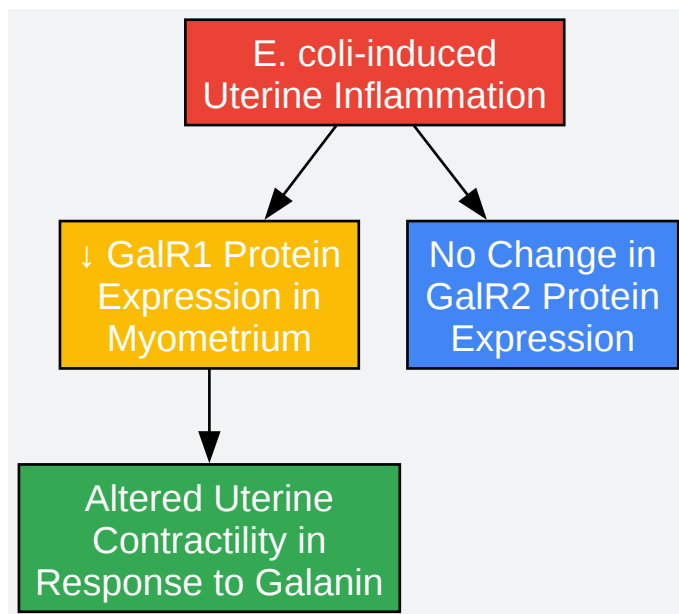 E. coli-induced
Uterine Inflammation
↓ GalR1 Protein
Expression in
Myometrium
No Change in
GalR2 Protein
Expression
Altered Uterine
Contractility in
Response to Galanin